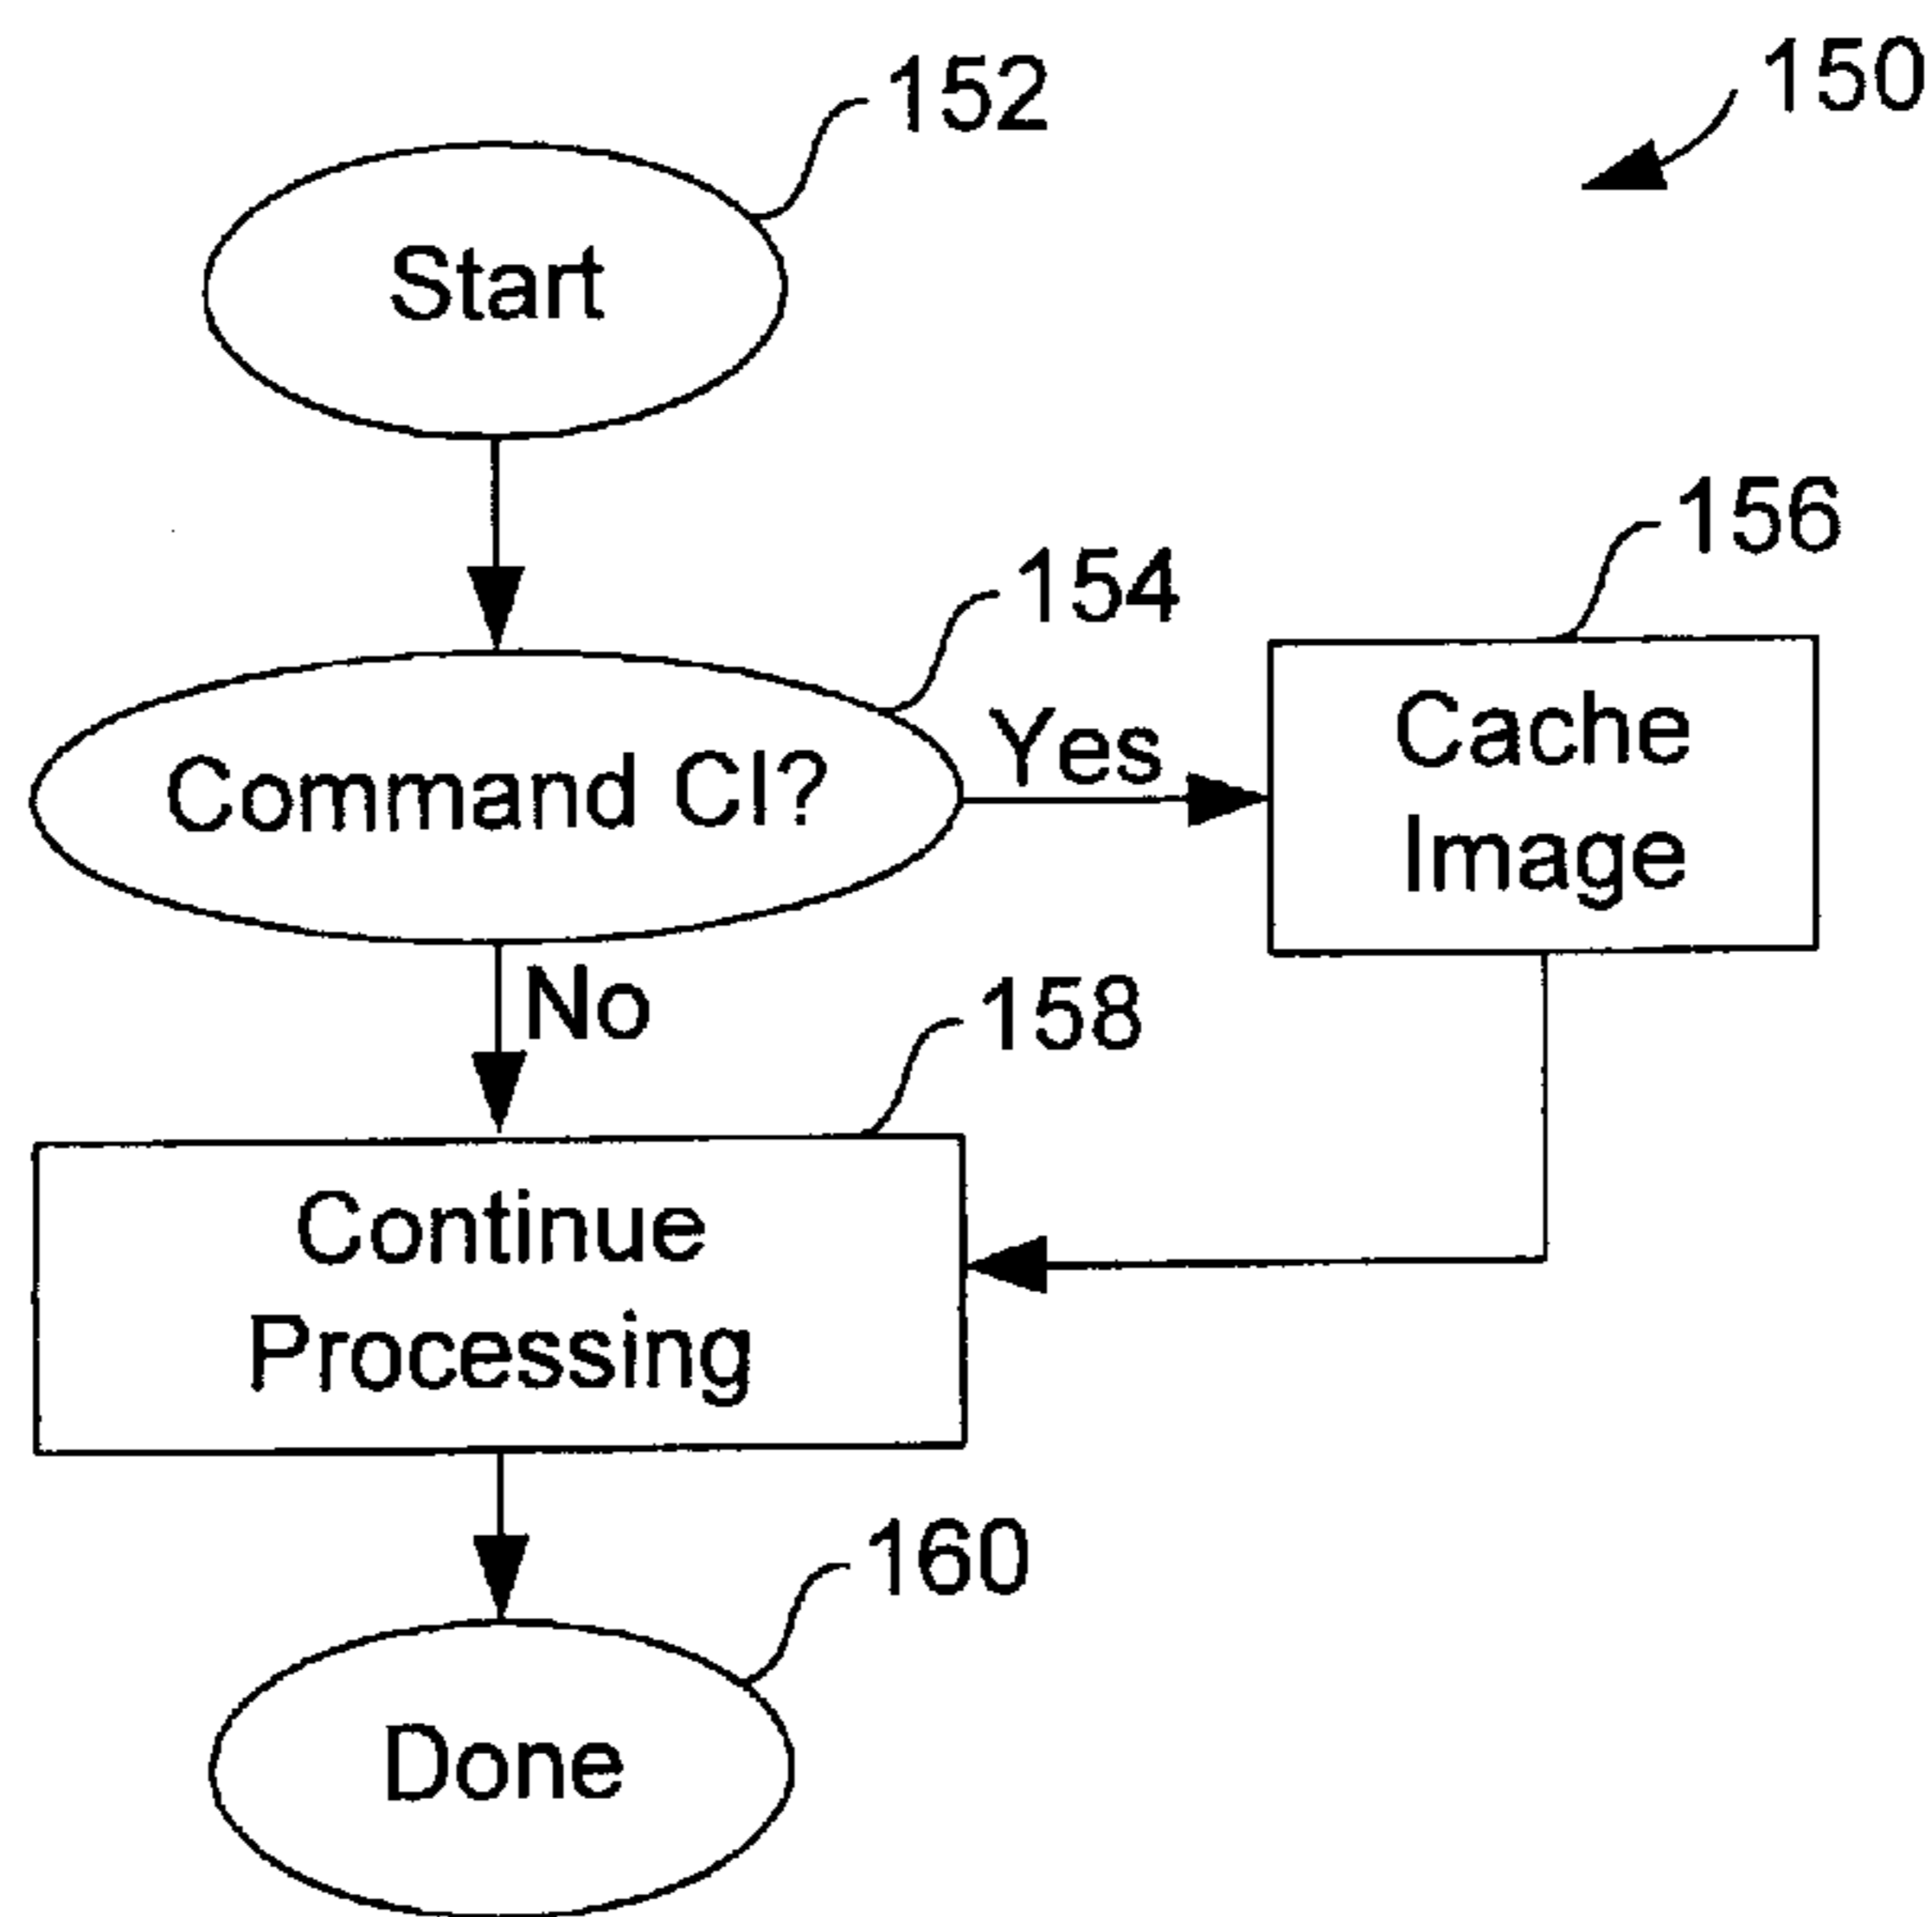 150
152
Start
154
Command CI?
Yes
156
Cache
Image
No
158
Continue
Processing
160
Done